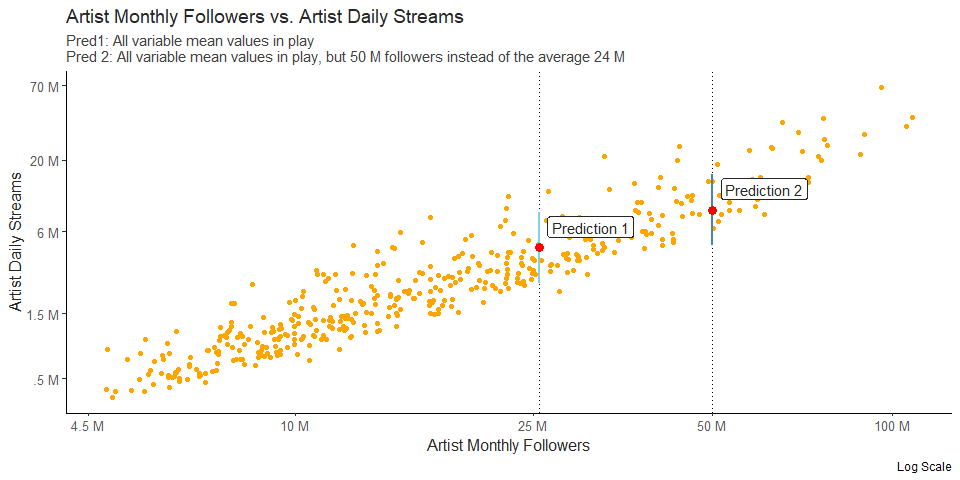 Artist Monthly Followers vs. Artist Daily Streams
Pred1: All variable mean values in play
Pred 2: All variable mean values in play, but 50 M followers instead of the average 24 M
70 M
20 M
6 M
1.5 M
.5 M
Artist Daily Streams
Prediction 1
Prediction 2
4.5 M
10 M
25 M
50 M
100 M
Artist Monthly Followers
Log Scale